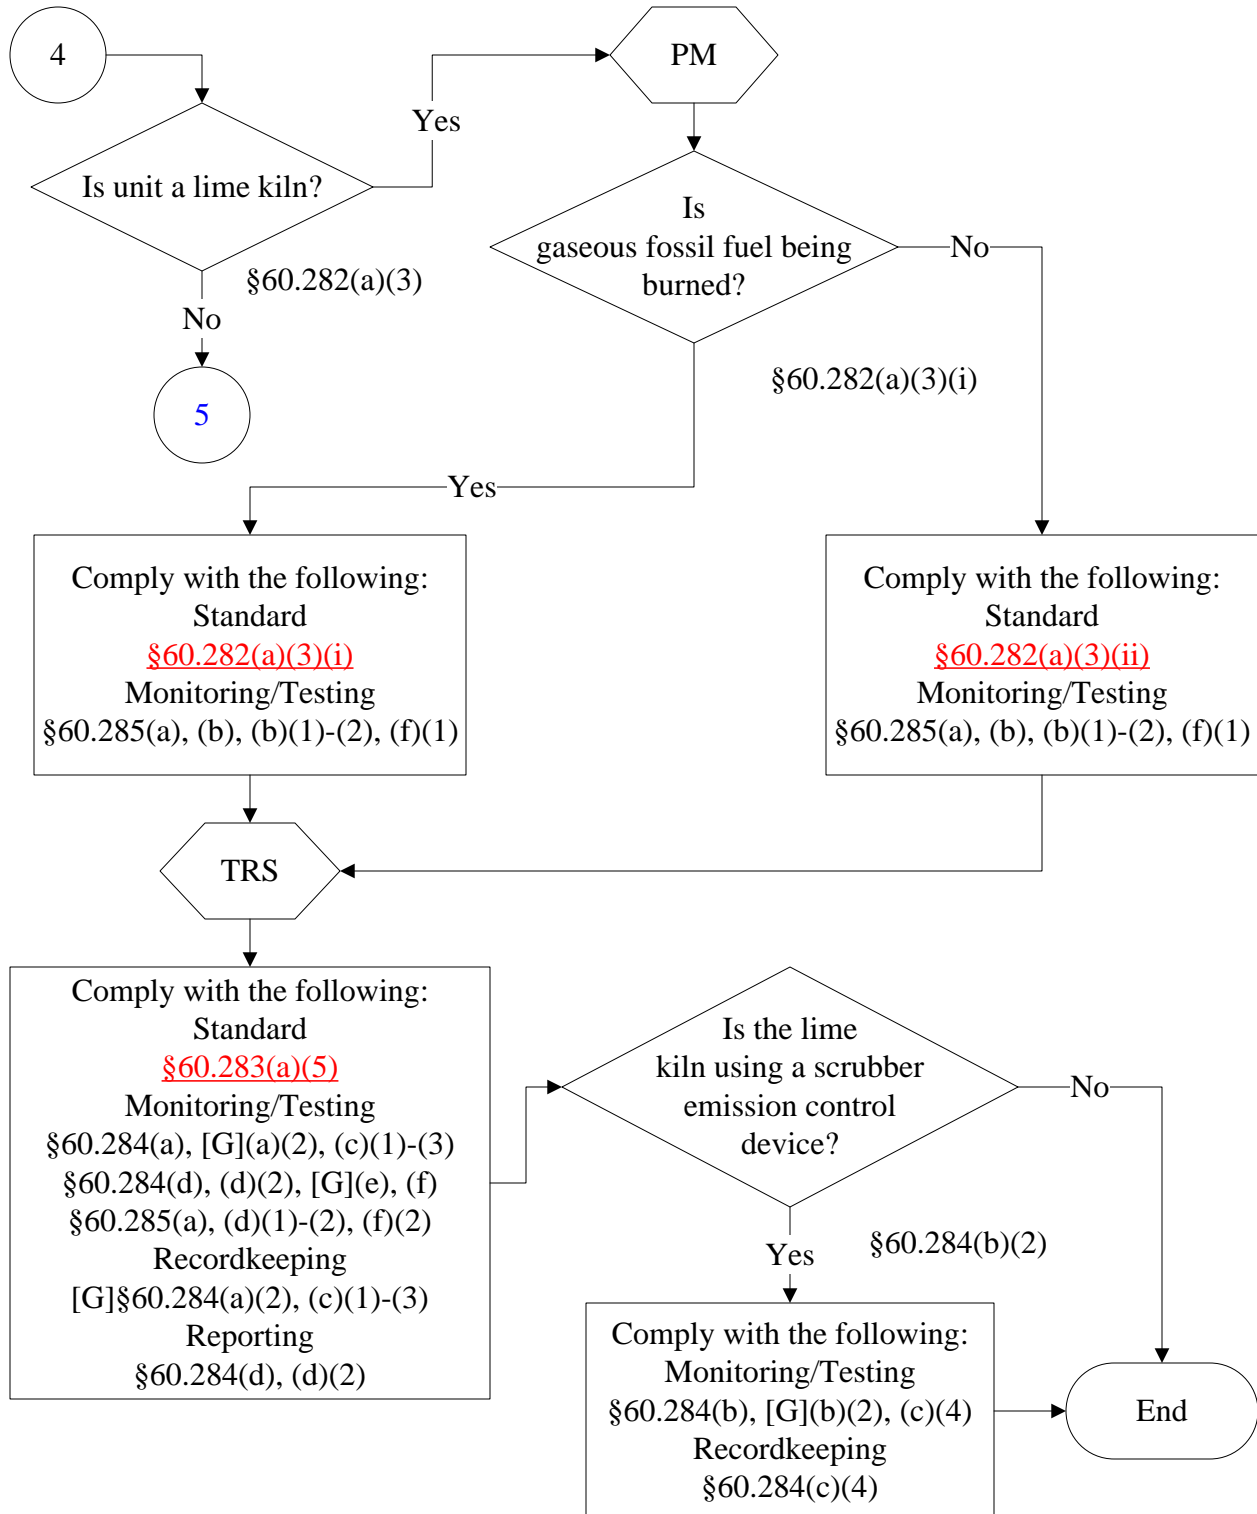 4
PM
Yes
Is unit a lime kiln?
Is
gaseous fossil fuel being
burned?
No
§60.282(a)(3)
No
§60.282(a)(3)(i)
5
Yes
Comply with the following:
Standard
§60.282(a)(3)(i)
Monitoring/Testing
§60.285(a), (b), (b)(1)-(2), (f)(1)
Comply with the following:
Standard
§60.282(a)(3)(ii)
Monitoring/Testing
§60.285(a), (b), (b)(1)-(2), (f)(1)
TRS
Comply with the following:
Standard
§60.283(a)(5)
Monitoring/Testing
§60.284(a), [G](a)(2), (c)(1)-(3)
§60.284(d), (d)(2), [G](e), (f)
§60.285(a), (d)(1)-(2), (f)(2)
Recordkeeping
[G]§60.284(a)(2), (c)(1)-(3)
Reporting
§60.284(d), (d)(2)
Is the lime
kiln using a scrubber
emission control
device?
No
Yes
§60.284(b)(2)
Comply with the following:
Monitoring/Testing
§60.284(b), [G](b)(2), (c)(4)
Recordkeeping
§60.284(c)(4)
End